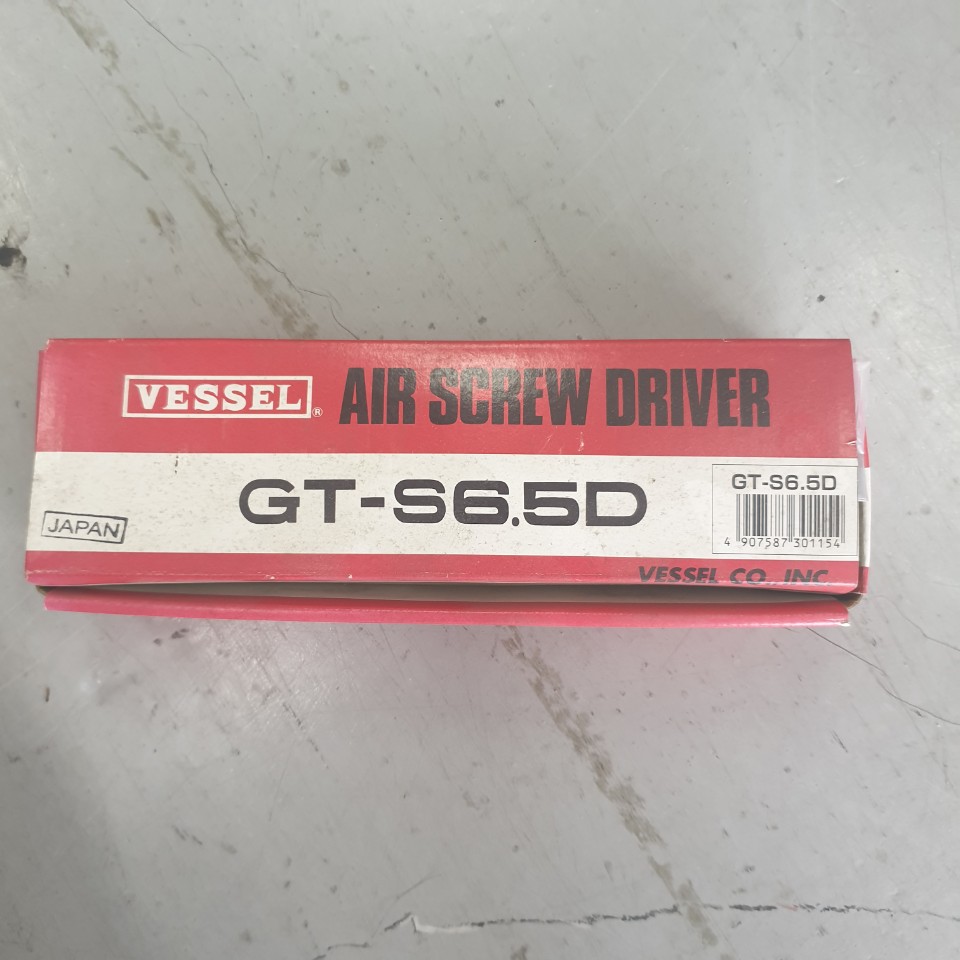 VESSEL® AIR SCREW DRIVER
GT-S6.5D
GT-S6.5D
4 907587 301154
JAPAN
VESSEL CO., INC